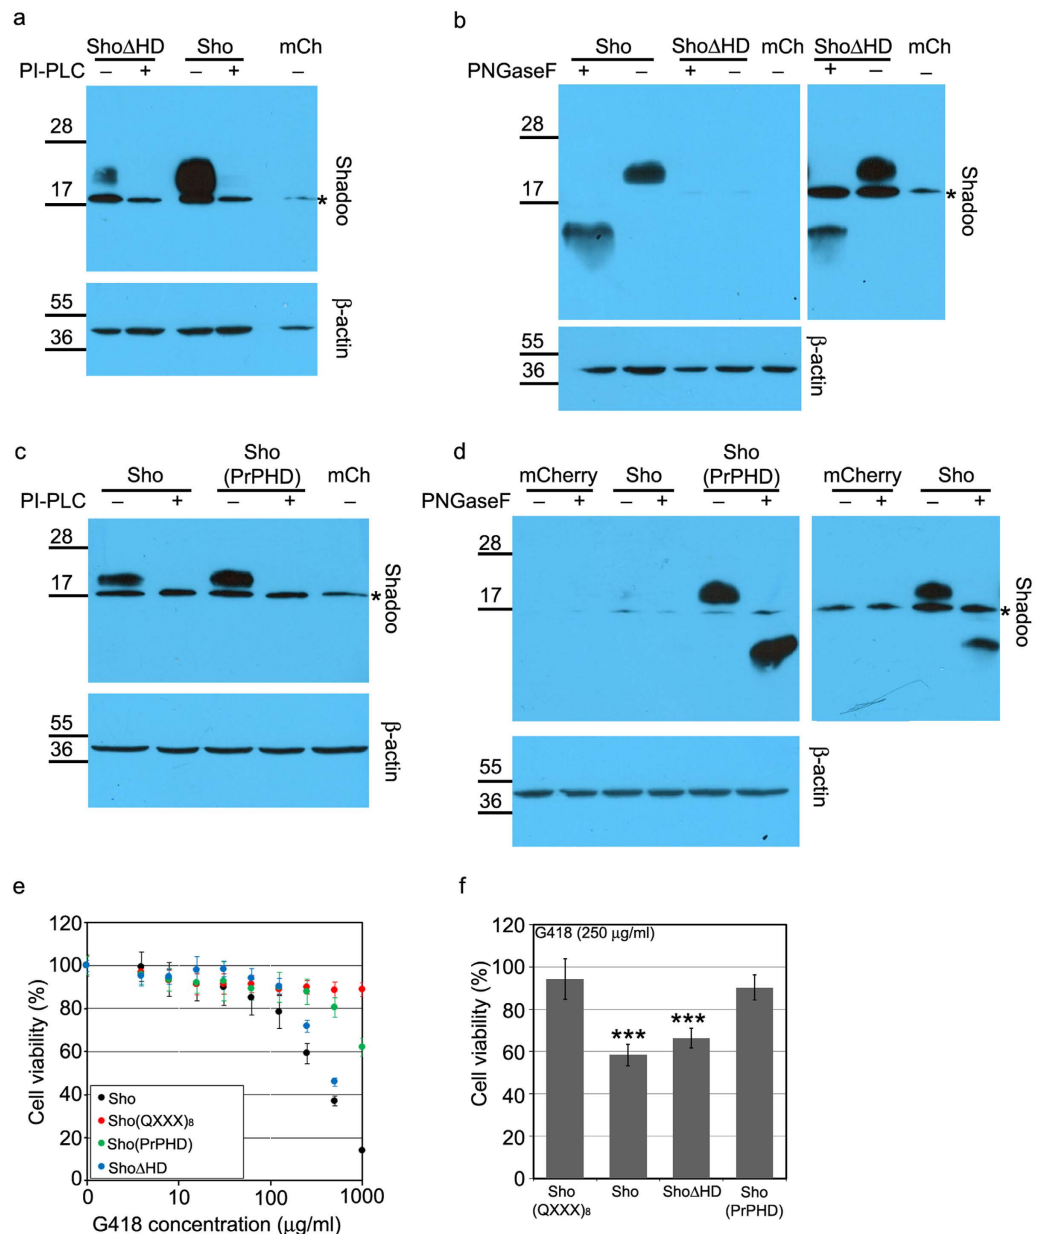 a
ShoΔHD Sho mCh
PI-PLC – + – + –
28
17
*
Shadoo
55
36
β-actin
b
Sho ShoΔHD mCh ShoΔHD mCh
PNGaseF + – + – – + – –
28
17
*
Shadoo
55
36
β-actin
c
Sho Sho (PrPHD) mCh
PI-PLC – + – + –
28
17
*
Shadoo
55
36
β-actin
d
mCherry Sho Sho (PrPHD) mCherry Sho
PNGaseF – + – + – + – + – +
28
17
*
Shadoo
55
36
β-actin
e
120
100
80
60
40
20
0
Cell viability (%)
Sho
Sho(QXXX)₈
Sho(PrPHD)
ShoΔHD
0 10 100 1000
G418 concentration (μg/ml)
f
G418 (250 μg/ml)
120
100
80
60
40
20
0
Cell viability (%)
*** ***
Sho (QXXX)₈ Sho ShoΔHD Sho (PrPHD)